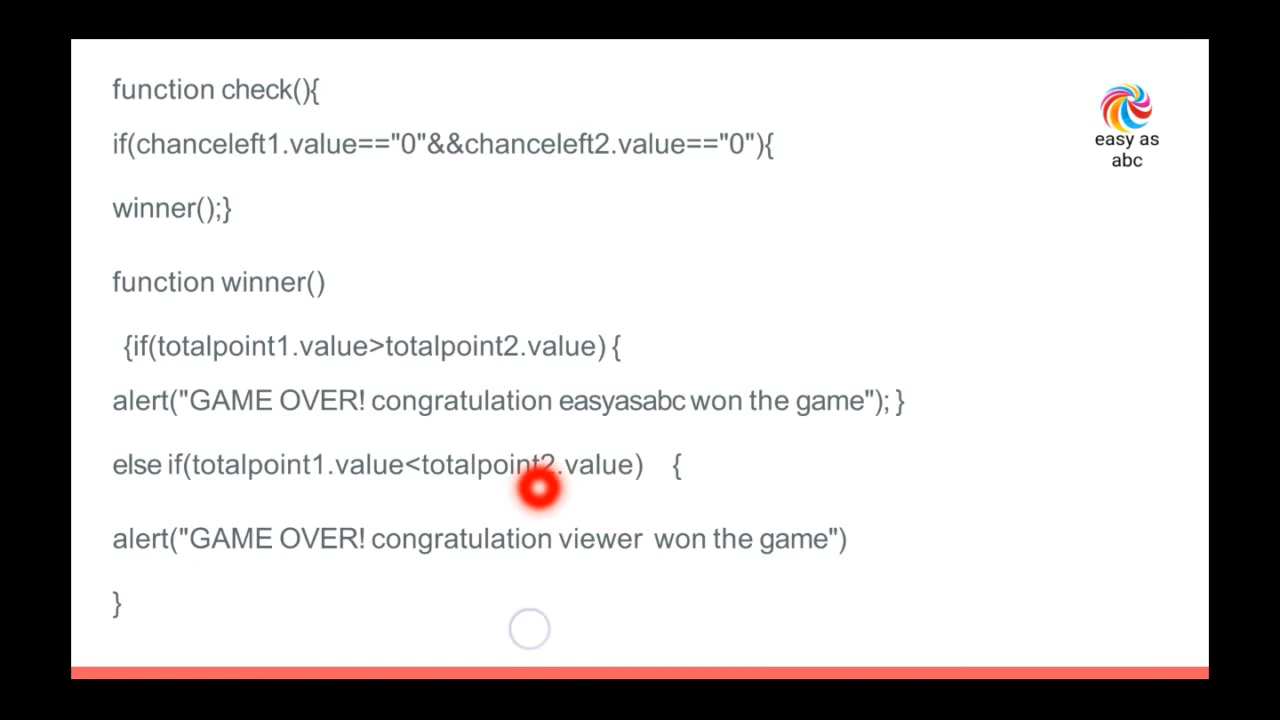 function check(){
easy as
abc
if(chanceleft1.value=="0"&&chanceleft2.value=="0"){
winner();}
function winner()
{if(totalpoint1.value>totalpoint2.value) {
alert("GAME OVER! congratulation easyasabc won the game"); }
else if(totalpoint1.value<totalpoint2.value) {
alert("GAME OVER! congratulation viewer won the game")
}